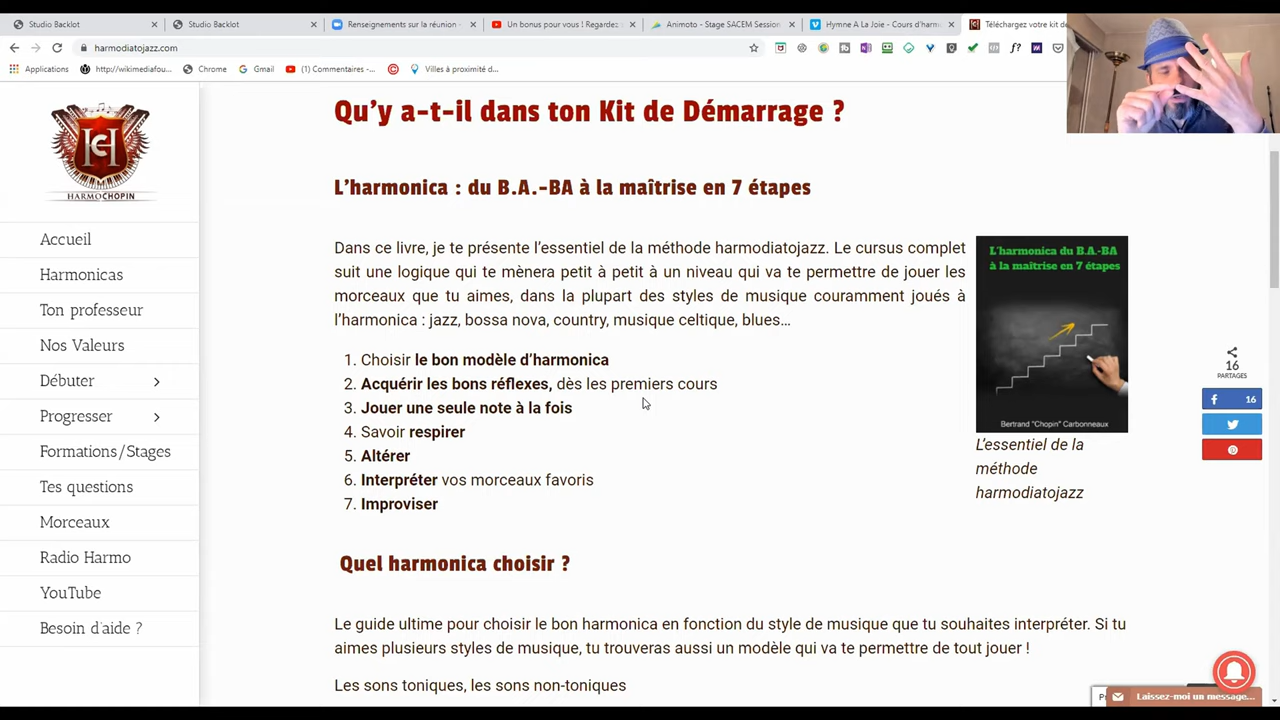 Studio Backlot
Studio Backlot
Renseignements sur la réunion -
Un bonus pour vous ! Regardez
Animoto - Stage SACEM Session
Hymne A La Joie - Cours d'harm
Téléchargez votre kit de
harmodiatojazz.com
Applications
http://wikimediafou...
Chrome
Gmail
(1) Commentaires -...
Villes à proximité d...
HC
HARMOCHOPIN
Accueil
Harmonicas
Ton professeur
Nos Valeurs
Débuter
Progresser
Formations/Stages
Tes questions
Morceaux
Radio Harmo
YouTube
Besoin d'aide ?
Qu'y a-t-il dans ton Kit de Démarrage ?
L'harmonica : du B.A.-BA à la maîtrise en 7 étapes
Dans ce livre, je te présente l'essentiel de la méthode harmodiatojazz. Le cursus complet
suit une logique qui te mènera petit à petit à un niveau qui va te permettre de jouer les
morceaux que tu aimes, dans la plupart des styles de musique couramment joués à
l'harmonica : jazz, bossa nova, country, musique celtique, blues...
1. Choisir le bon modèle d'harmonica
2. Acquérir les bons réflexes, dès les premiers cours
3. Jouer une seule note à la fois
4. Savoir respirer
5. Altérer
6. Interpréter vos morceaux favoris
7. Improviser
L'harmonica du B.A.-BA
à la maîtrise en 7 étapes
Bertrand "Chopin" Carbonneaux
L'essentiel de la
méthode
harmodiatojazz
16
PARTAGES
16
Quel harmonica choisir ?
Le guide ultime pour choisir le bon harmonica en fonction du style de musique que tu souhaites interpréter. Si tu
aimes plusieurs styles de musique, tu trouveras aussi un modèle qui va te permettre de tout jouer !
Les sons toniques, les sons non-toniques
Laissez-moi un message...